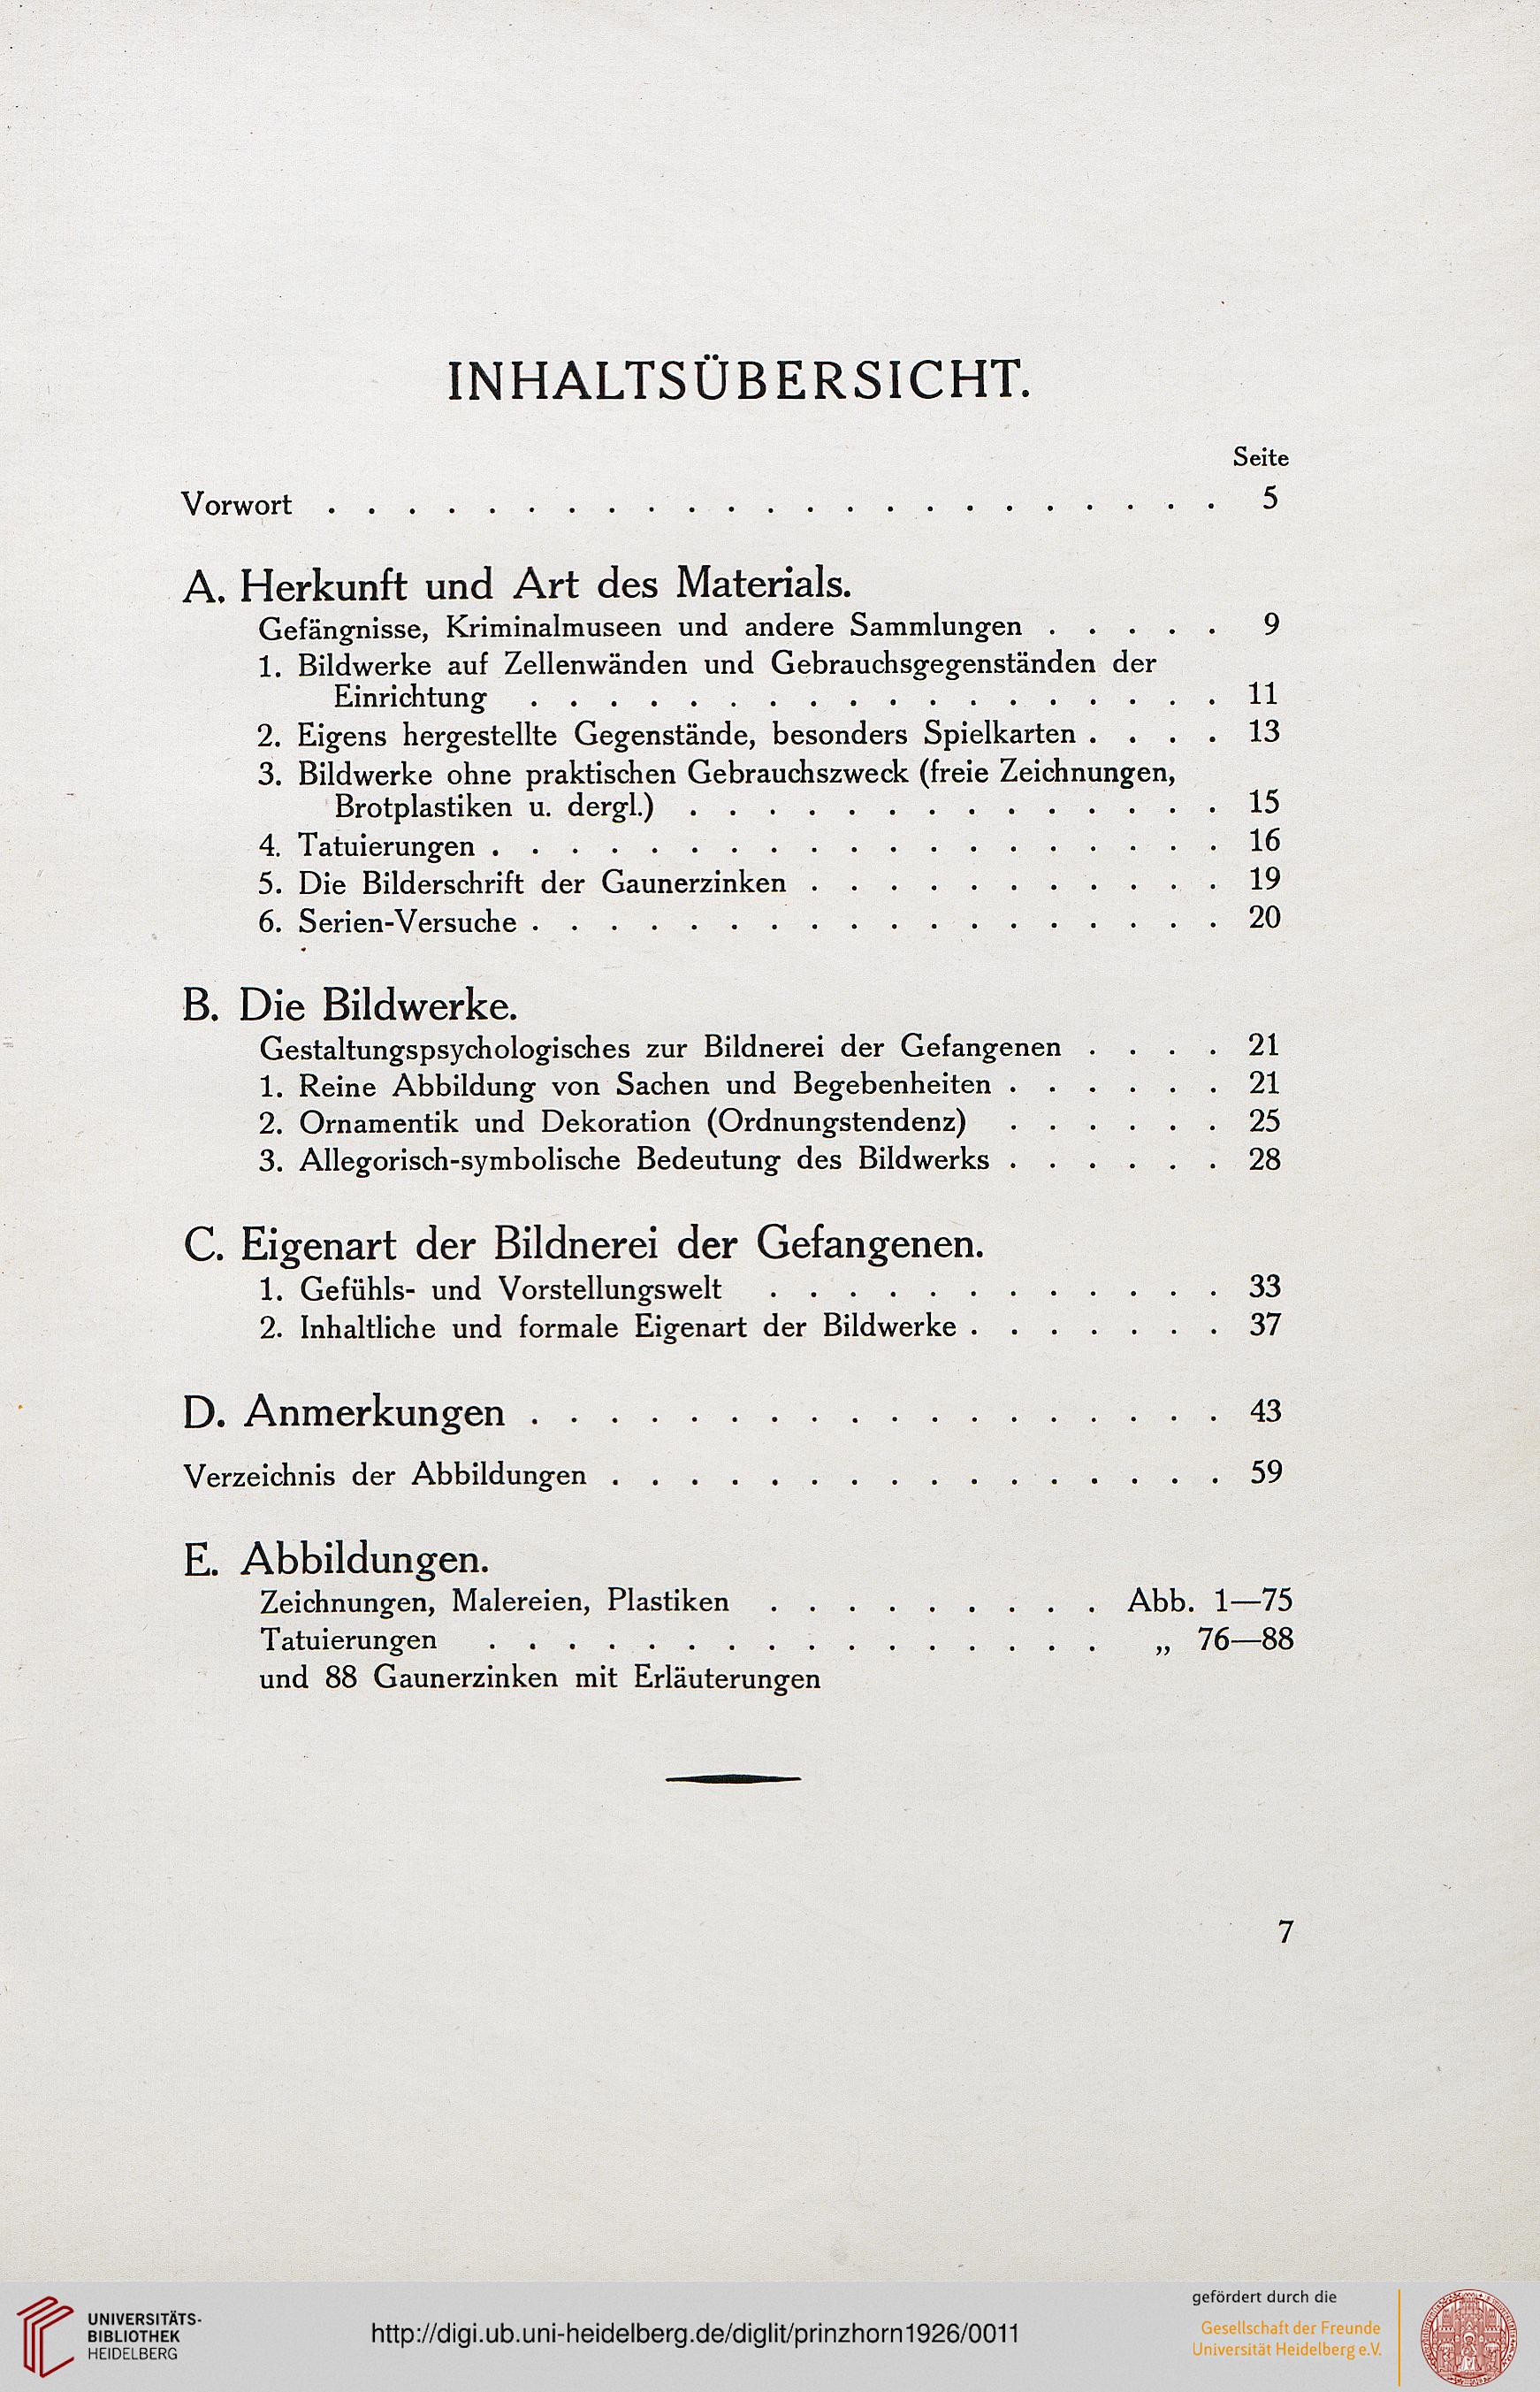 INHALTSÜBERSICHT.
Seite
Vorwort . . . . . . . . . . . . . . . . . . . . . . . 5
A. Herkunft und Art des Materials.
Gefängnisse, Kriminalmuseen und andere Sammlungen . . . . . 9
1. Bildwerke auf Zellenwänden und Gebrauchsgegenständen der
Einrichtung . . . . . . . . . . . . . . . . . . 11
2. Eigens hergestellte Gegenstände, besonders Spielkarten . . . . 13
3. Bildwerke ohne praktischen Gebrauchszweck (freie Zeichnungen,
Brotplastiken u. dergl.) . . . . . . . . . . . . . . 15
4. Tatuierungen . . . . . . . . . . . . . . . . . . . 16
5. Die Bilderschrift der Gaunerzinken . . . . . . . . . . . 19
6. Serien-Versuche . . . . . . . . . . . . . . . . . . 20
B. Die Bildwerke.
Gestaltungspsychologisches zur Bildnerei der Gefangenen . . . . 21
1. Reine Abbildung von Sachen und Begebenheiten . . . . . . 21
2. Ornamentik und Dekoration (Ordnungstendenz) . . . . . . 25
3. Allegorisch-symbolische Bedeutung des Bildwerks . . . . . . 28
C. Eigenart der Bildnerei der Gefangenen.
1. Gefühls- und Vorstellungswelt . . . . . . . . . . . . 33
2. Inhaltliche und formale Eigenart der Bildwerke . . . . . . . 37
D. Anmerkungen . . . . . . . . . . . . . . . . . . 43
Verzeichnis der Abbildungen . . . . . . . . . . . . . . . . 59
E. Abbildungen.
Zeichnungen, Malereien, Plastiken . . . . . . . . . Abb. 1—75
Tatuierungen . . . . . . . . . . . . . . . . „ 76—88
und 88 Gaunerzinken mit Erläuterungen
7
UNIVERSITÄTS-
BIBLIOTHEK
HEIDELBERG
http://digi.ub.uni-heidelberg.de/diglit/prinzhorn1926/0011
gefördert durch die
Gesellschaft der Freunde
Universität Heidelberg e.V.